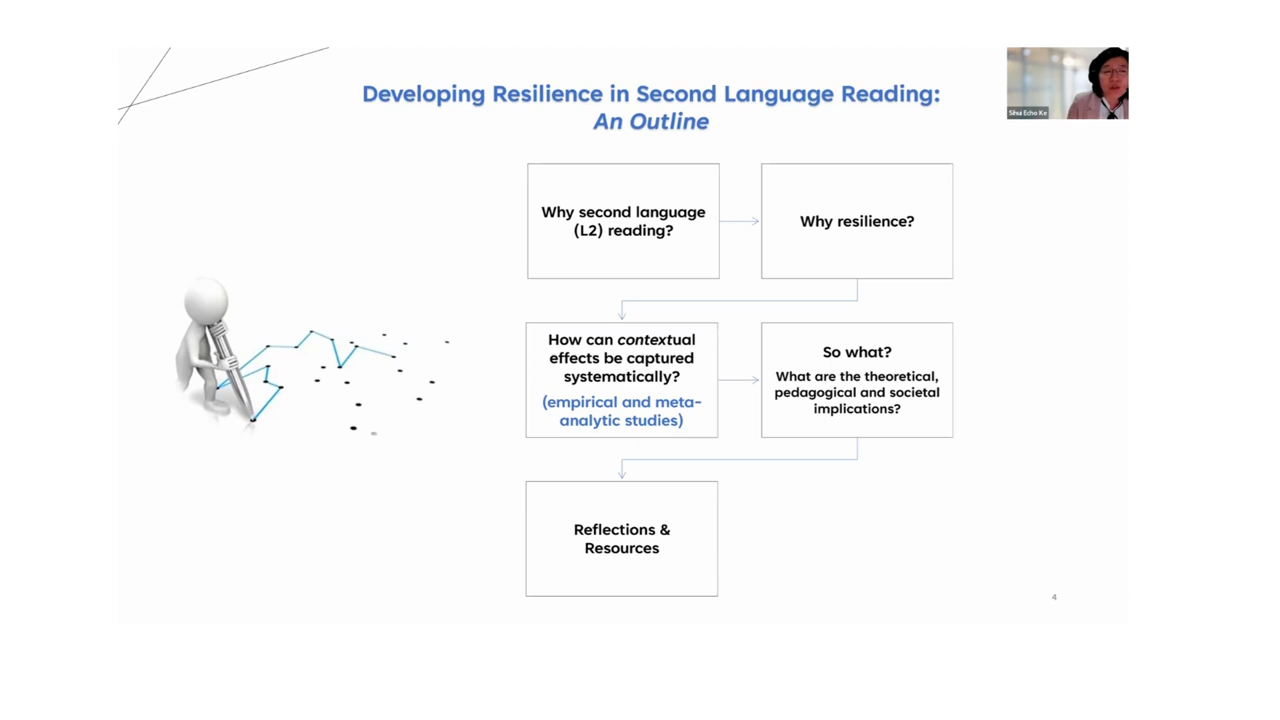 Developing Resilience in Second Language Reading:
An Outline
Sihui Echo Ke
Why second language
(L2) reading?
Why resilience?
How can contextual
effects be captured
systematically?
(empirical and meta-
analytic studies)
So what?
What are the theoretical,
pedagogical and societal
implications?
Reflections &
Resources
4